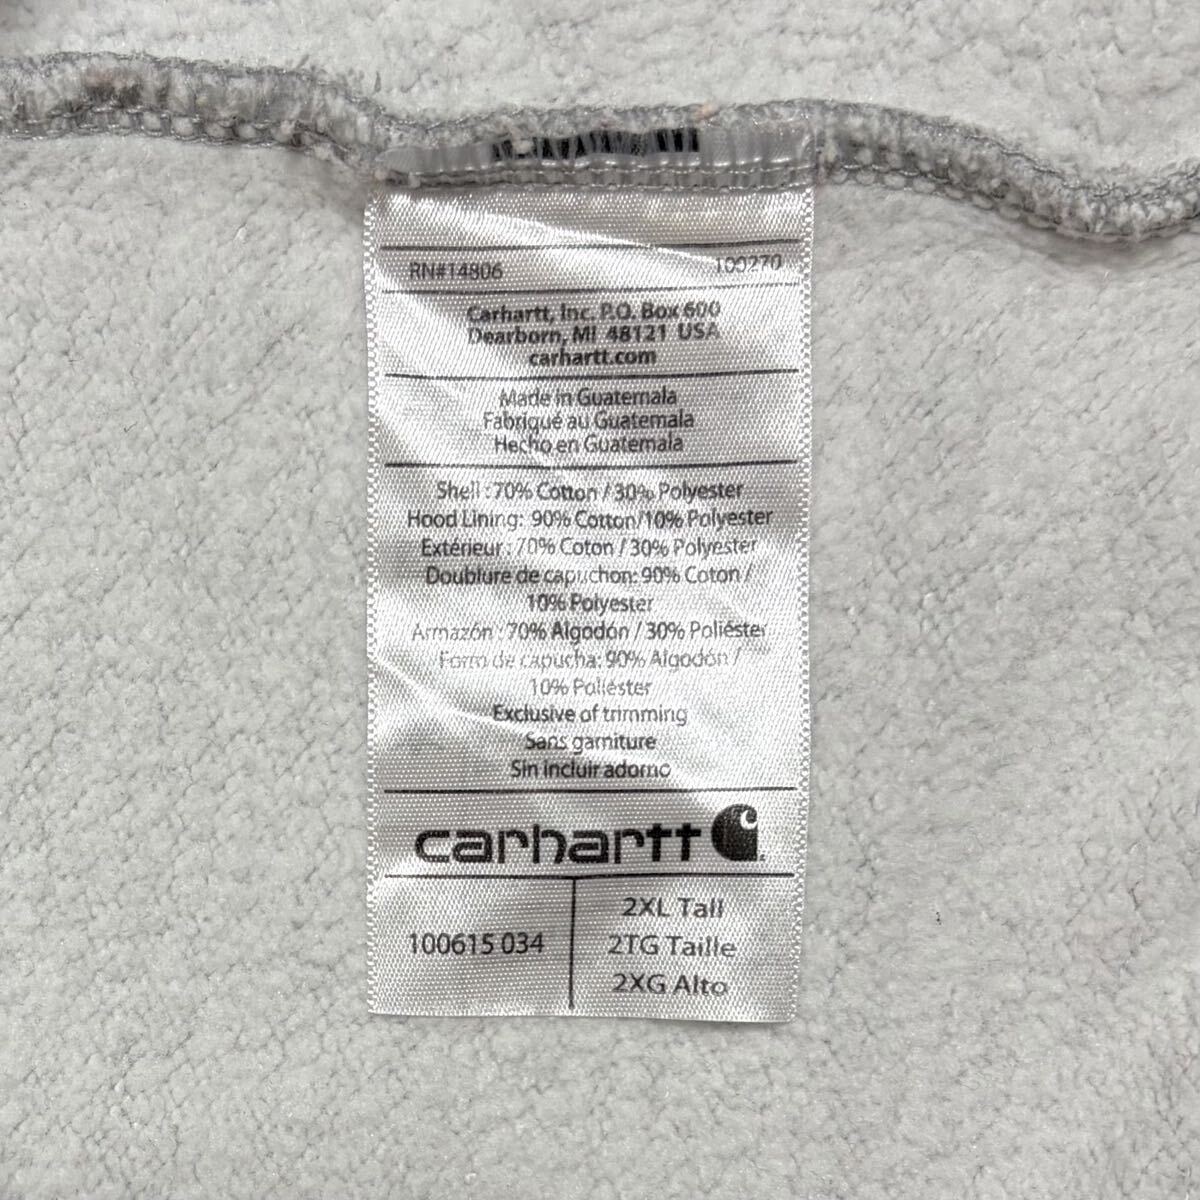 RN#14806 100270
Carhartt, Inc. P.O. Box 600
Dearborn, MI 48121 USA
carhartt.com
Made in Guatemala
Fabriqué au Guatemala
Hecho en Guatemala
Shell : 70% Cotton / 30% Polyester
Hood Lining: 90% Cotton/10% Polyester
Extérieur : 70% Coton / 30% Polyester
Doublure de capuchon: 90% Coton /
10% Polyester
Armazón : 70% Algodon / 30% Poliéster
Forro de capucha: 90% Algodón /
10% Poliéster
Exclusive of trimming
Sans garniture
Sin incluir adorno
carhartt
100615 034
2XL Tall
2TG Taille
2XG Alto